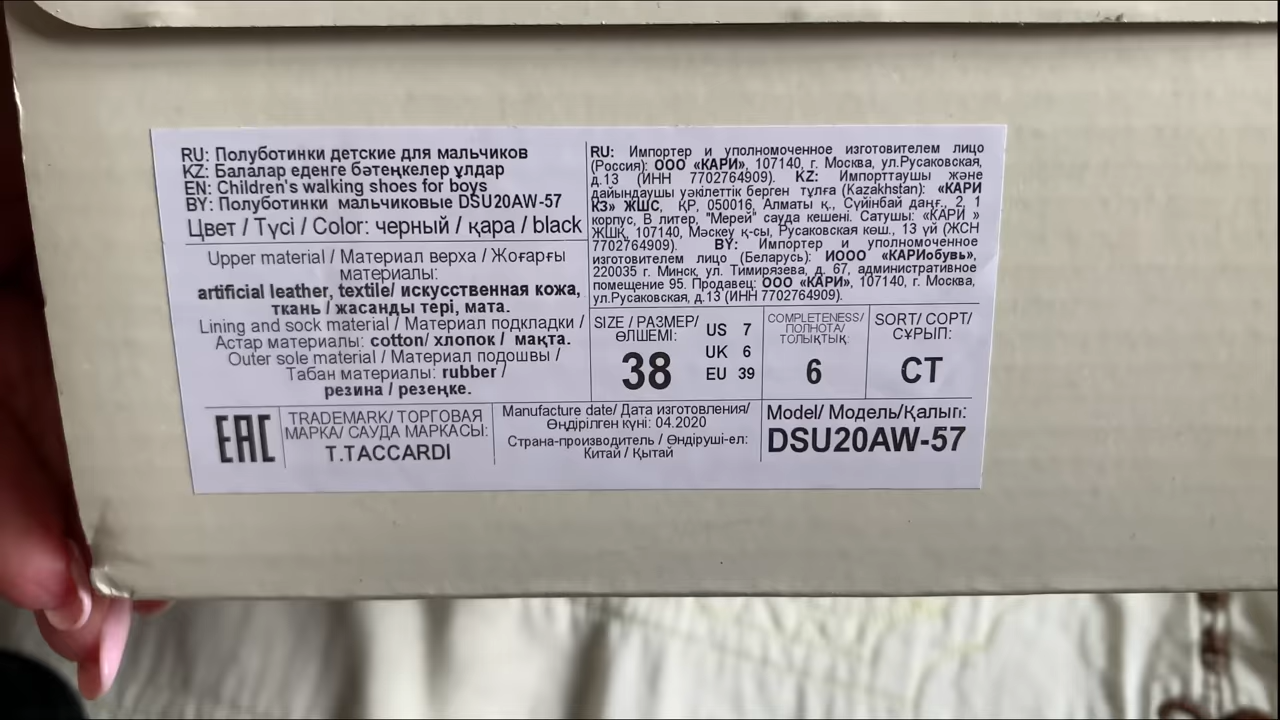 RU: Полуботинки детские для мальчиков
KZ: Балалар еденге бәтеңкелер ұлдар
EN: Children's walking shoes for boys
BY: Полуботинки мальчиковые DSU20AW-57
Цвет / Түсі / Color: черный / қара / black
Upper material / Материал верха / Жоғарғы
материалы:
artificial leather, textile/ искусственная кожа,
ткань / жасанды тері, мата.
Lining and sock material / Материал подкладки /
Астар материалы: cotton/ хлопок / мақта.
Outer sole material / Материал подошвы /
Табан материалы: rubber /
резина / резеңке.
RU: Импортер и уполномоченное изготовителем лицо
(Россия): ООО «КАРИ», 107140, г. Москва, ул.Русаковская,
д.13 (ИНН 7702764909). KZ: Импорттаушы және
дайындаушы уәкілеттік берген тұлға (Kazakhstan): «КАРИ
КЗ» ЖШС, ҚР, 050016, Алматы қ., Сүйінбай даңғ., 2, 1
корпус, В литер, "Мерей" сауда кешені. Сатушы: «КАРИ »
ЖШҚ, 107140, Мәскеу қ-сы, Русаковская көш., 13 үй (ЖСН
7702764909). BY: Импортер и уполномоченное
изготовителем лицо (Беларусь): ИООО «КАРИобувь»,
220035 г. Минск, ул. Тимирязева, д. 67, административное
помещение 95. Продавец: ООО «КАРИ», 107140, г. Москва,
ул.Русаковская, д.13 (ИНН 7702764909).
SIZE / РАЗМЕР/
ӨЛШЕМІ:
38
US 7
UK 6
EU 39
COMPLETENESS/
ПОЛНОТА/
ТОЛЫҚТЫҚ:
6
SORT/ СОРТ/
СҰРЫП:
СТ
EAC
TRADEMARK/ ТОРГОВАЯ
МАРКА/ САУДА МАРКАСЫ:
T.TACCARDI
Manufacture date/ Дата изготовления/
Өңдірілген күні: 04.2020
Страна-производитель / Өндіруші-ел:
Китай / Қытай
Model/ Модель/Қалып:
DSU20AW-57